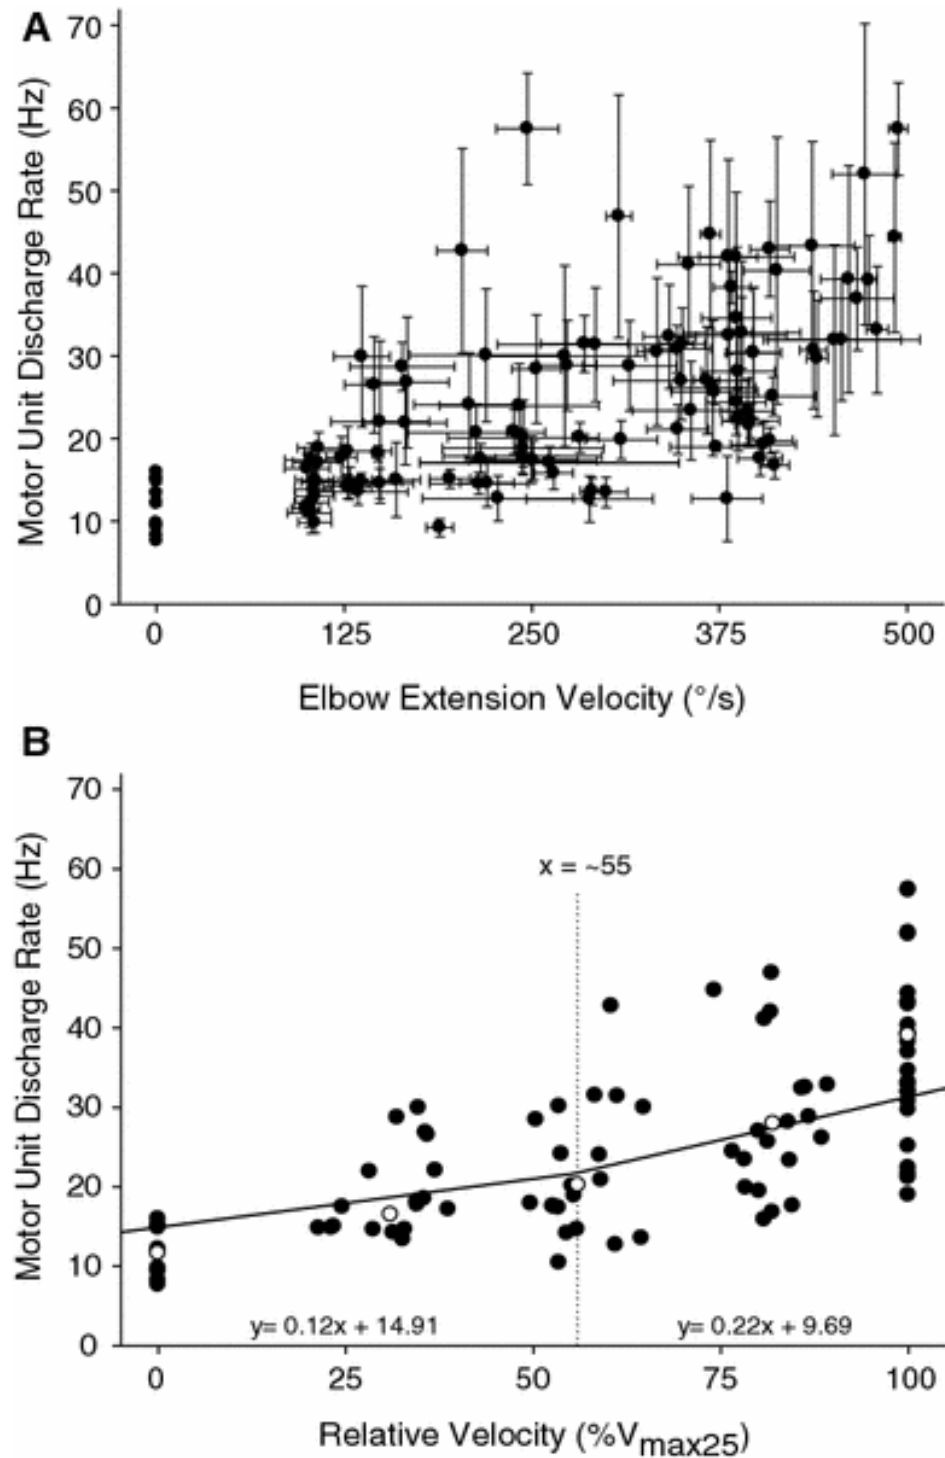 A
Motor Unit Discharge Rate (Hz)
70
60
50
40
30
20
10
0
0 125 250 375 500
Elbow Extension Velocity (°/s)
B
Motor Unit Discharge Rate (Hz)
70
60
50
40
30
20
10
0
x = ~55
y= 0.12x + 14.91 y= 0.22x + 9.69
0 25 50 75 100
Relative Velocity (%Vmax25)